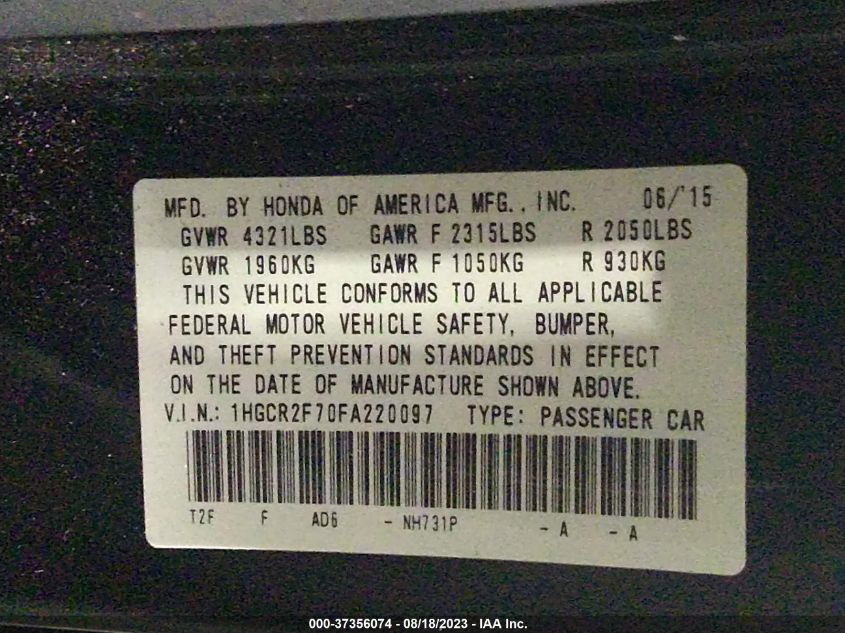 MFD. BY HONDA OF AMERICA MFG., INC. 06/'15
GVWR 4321LBS GAWR F 2315LBS R 2050LBS
GVWR 1960KG GAWR F 1050KG R 930KG
THIS VEHICLE CONFORMS TO ALL APPLICABLE
FEDERAL MOTOR VEHICLE SAFETY, BUMPER,
AND THEFT PREVENTION STANDARDS IN EFFECT
ON THE DATE OF MANUFACTURE SHOWN ABOVE.
V.I.N.: 1HGCR2F70FA220097 TYPE: PASSENGER CAR
T2F F AD6 - NH731P - A - A
000-37356074 - 08/18/2023 - IAA Inc.